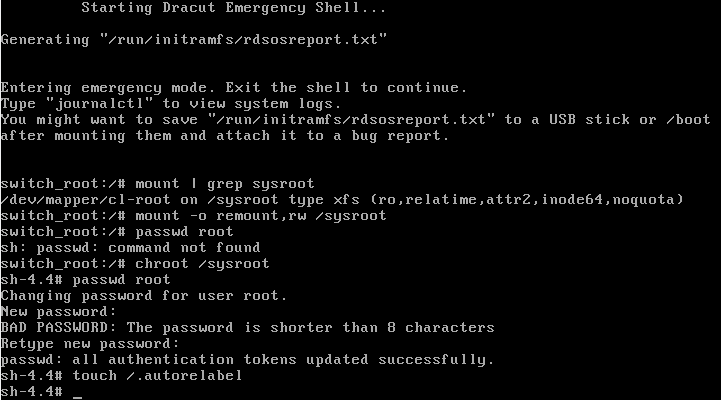 Starting Dracut Emergency Shell...
Generating "/run/initramfs/rdsosreport.txt"
Entering emergency mode. Exit the shell to continue.
Type "journalctl" to view system logs.
You might want to save "/run/initramfs/rdsosreport.txt" to a USB stick or /boot
after mounting them and attach it to a bug report.
switch_root:/# mount | grep sysroot
/dev/mapper/cl-root on /sysroot type xfs (ro,relatime,attr2,inode64,noquota)
switch_root:/# mount -o remount,rw /sysroot
switch_root:/# passwd root
sh: passwd: command not found
switch_root:/# chroot /sysroot
sh-4.4# passwd root
Changing password for user root.
New password:
BAD PASSWORD: The password is shorter than 8 characters
Retype new password:
passwd: all authentication tokens updated successfully.
sh-4.4# touch /.autorelabel
sh-4.4# _